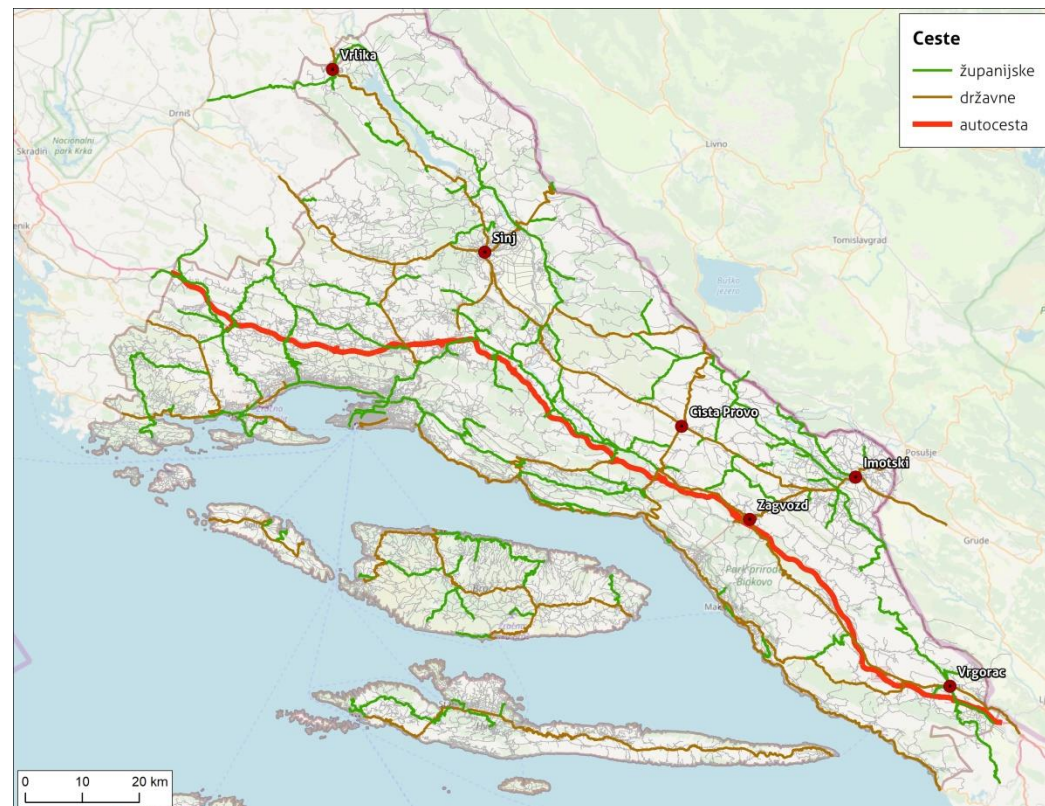 Ceste
županijske
državne
autocesta
Vrlika
Drniš
Nacionalni
park Krka
Skradin
Livno
Sinj
Tomislavgrad
Buško
Cista Provo
Imotski
Posušje
Zagvozd
Grude
Park prirode
Biokovo
Vrgorac
0 10 20 km